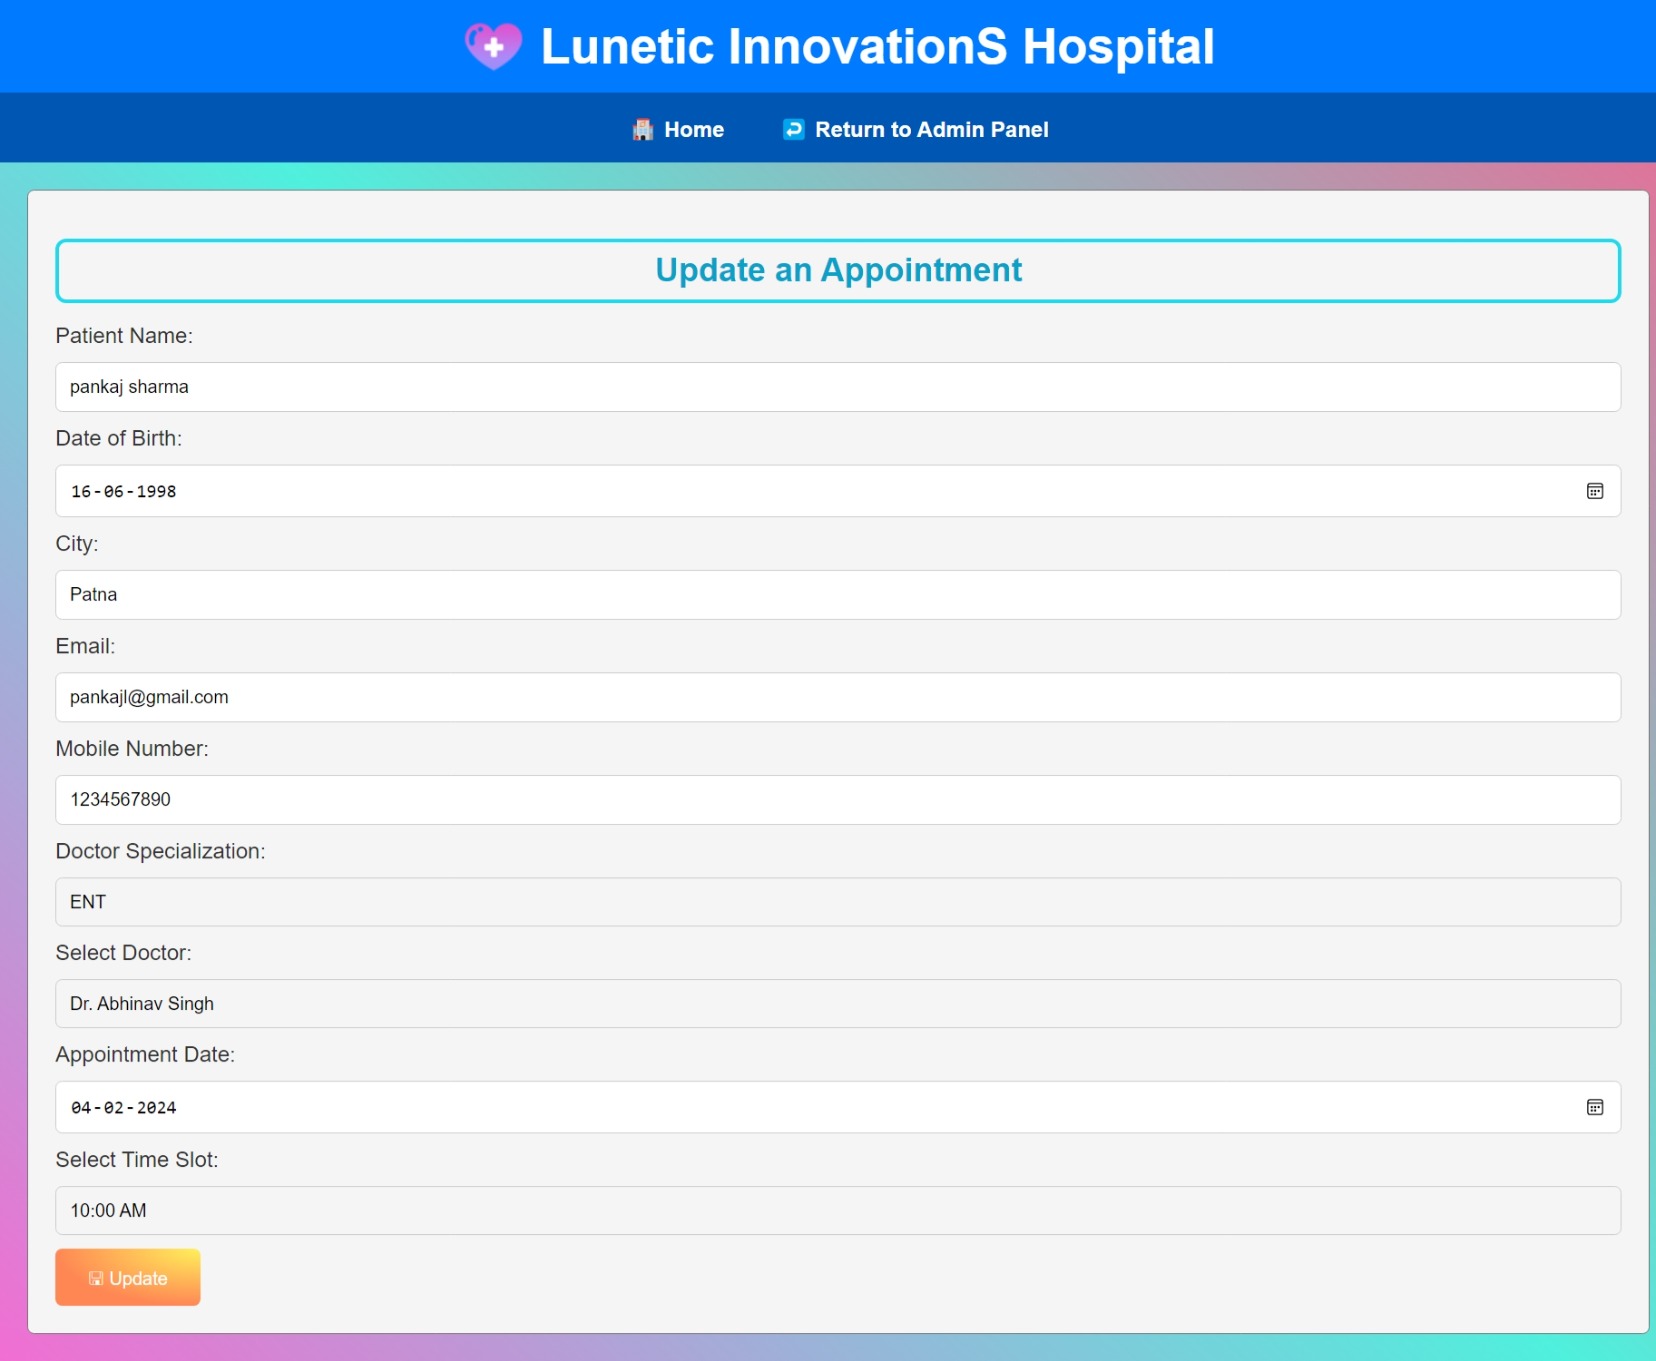 Lunetic InnovationS Hospital
Home
Return to Admin Panel
Update an Appointment
Patient Name:
pankaj sharma
Date of Birth:
16-06-1998
City:
Patna
Email:
pankajl@gmail.com
Mobile Number:
1234567890
Doctor Specialization:
ENT
Select Doctor:
Dr. Abhinav Singh
Appointment Date:
04-02-2024
Select Time Slot:
10:00 AM
Update